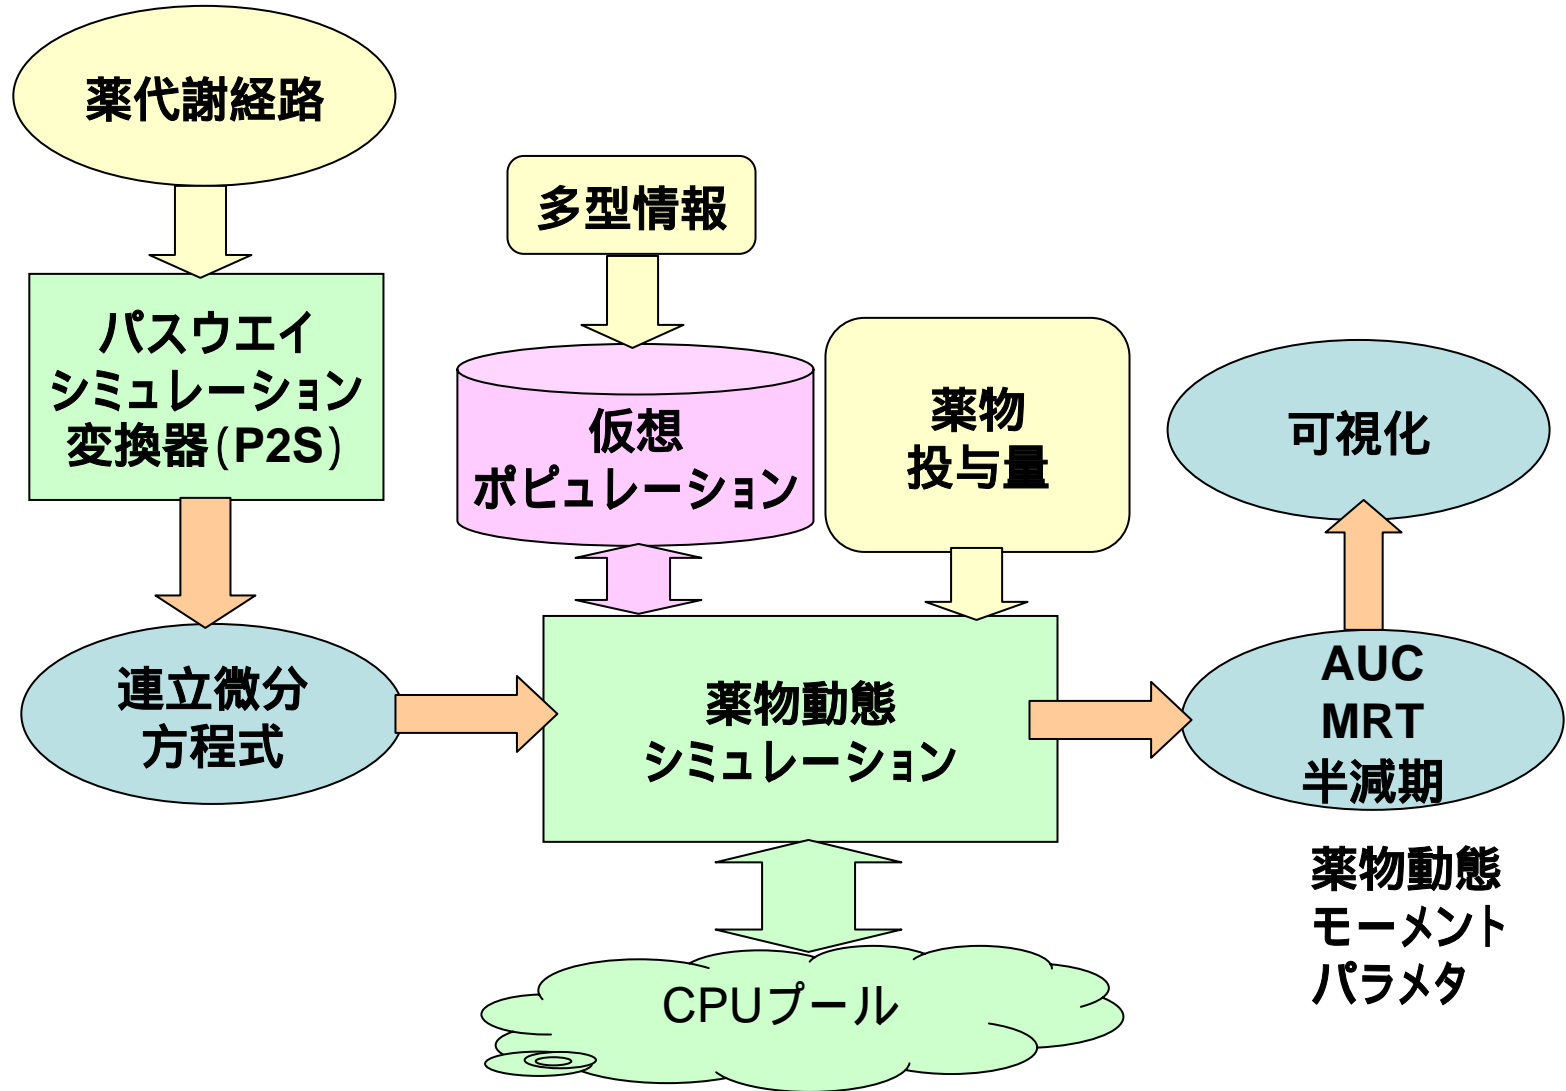 薬代謝経路
多型情報
パスウエイ
シミュレーション
変換器(P2S)
仮想
ポピュレーション
薬物
投与量
可視化
連立微分
方程式
薬物動態
シミュレーション
AUC
MRT
半減期
薬物動態
モーメント
パラメタ
CPUプール